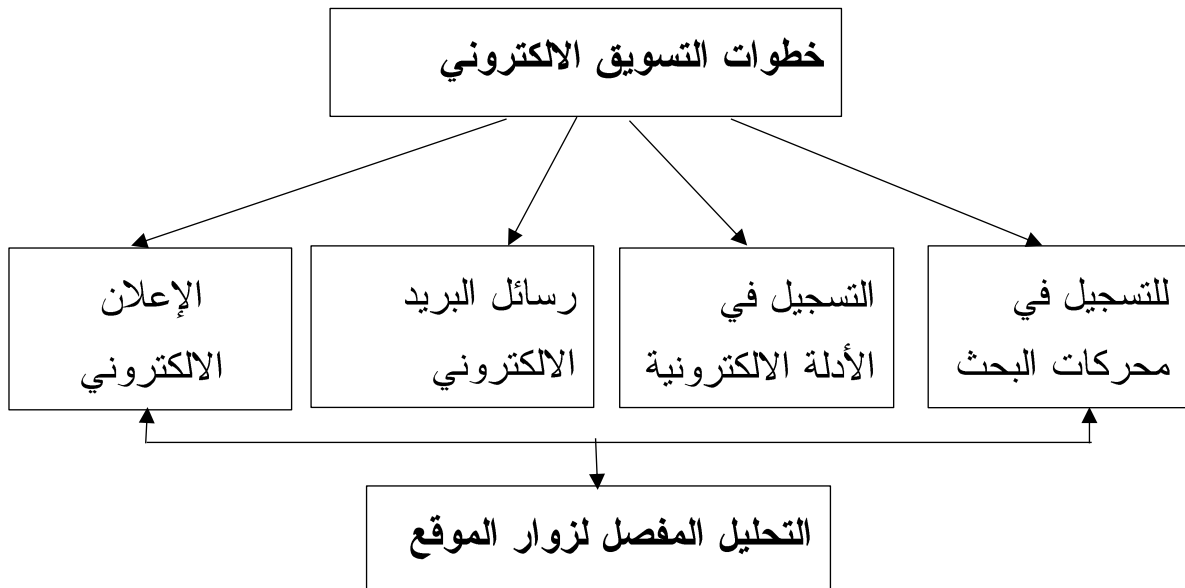 خطوات التسويق الالكتروني
للتسجيل في
محركات البحث
التسجيل في
الأدلة الالكترونية
رسائل البريد
الالكتروني
الإعلان
الالكتروني
التحليل المفصل لزوار الموقع